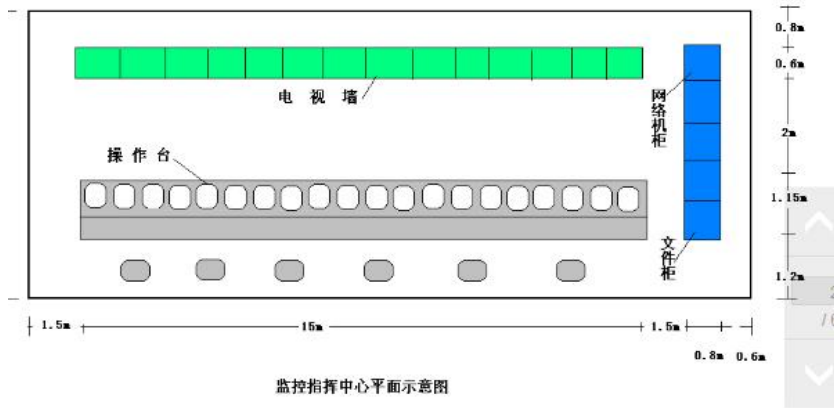 0.8m
0.6m
电 视 墙
网络机柜
2m
操 作 台
1.15m
文件柜
1.2m
2
/6
1.5m
15m
1.5m
0.8m
0.6m
监控指挥中心平面示意图